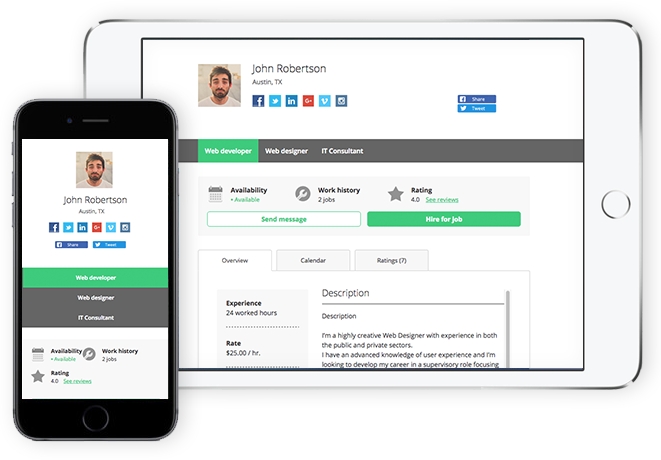 John Robertson
Austin, TX
Share
Tweet
Web developer
Web designer
IT Consultant
Availability
• Available
Work history
2 jobs
Rating
4.0 See reviews
Send message
Hire for job
Overview
Calendar
Ratings (7)
Experience
24 worked hours
Rate
$25.00 / hr.
Description
Description
I'm a highly creative Web Designer with experience in both
the public and private sectors.
I have an advanced knowledge of user experience and I'm
looking to develop my career in a supervisory role focusing
John Robertson
Austin, TX
Share
Tweet
Web developer
Web designer
IT Consultant
Availability
• Available
Work history
2 jobs
Rating
4.0 See reviews